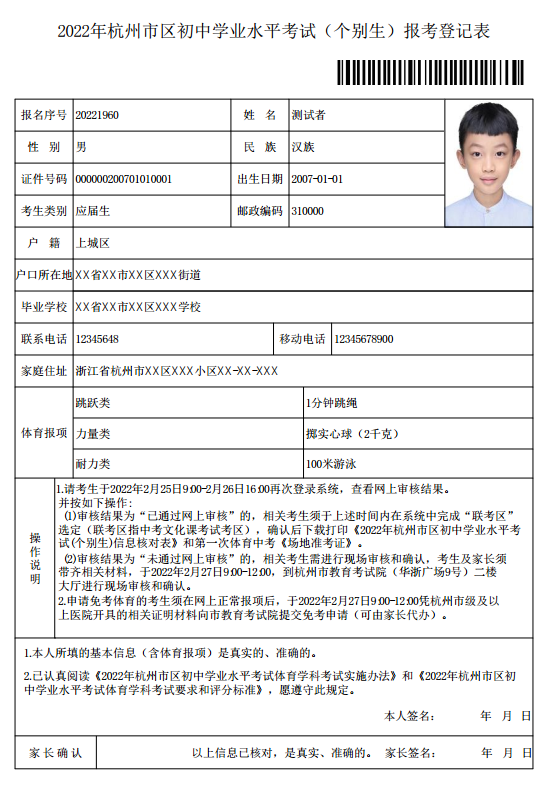 2022年杭州市区初中学业水平考试（个别生）报考登记表
报名序号 20221960 姓 名 测试者
性 别 男 民 族 汉族
证件号码 000000200701010001 出生日期 2007-01-01
考生类别 应届生 邮政编码 310000
户 籍 上城区
户口所在地 XX省XX市XX区XXX街道
毕业学校 XX省XX市XX区XXX学校
联系电话 12345648 移动电话 12345678900
家庭住址 浙江省杭州市XX区XXX小区XX-XX-XXX
体育报项
跳跃类 1分钟跳绳
力量类 掷实心球（2千克）
耐力类 100米游泳
操作说明
1.请考生于2022年2月25日9:00-2月26日16:00再次登录系统，查看网上审核结果。
并按如下操作:
(1)审核结果为“已通过网上审核”的，相关考生须于上述时间内在系统中完成“联考区”
选定（联考区指中考文化课考试考区），确认后下载打印《2022年杭州市区初中学业水平考
试(个别生)信息核对表》和第一次体育中考《场地准考证》。
(2)审核结果为“未通过网上审核”的，相关考生需进行现场审核和确认，考生及家长须
带齐相关材料，于2022年2月27日9:00-12:00，到杭州市教育考试院（华浙广场9号）二楼
大厅进行现场审核和确认。
2.申请免考体育的考生须在网上正常报项后，于2022年2月27日9:00-12:00凭杭州市级及以
上医院开具的相关证明材料向市教育考试院提交免考申请（可由家长代办）。
1.本人所填的基本信息（含体育报项）是真实的、准确的。
2.已认真阅读《2022年杭州市区初中学业水平考试体育学科考试实施办法》和《2022年杭州市区初
中学业水平考试体育学科考试要求和评分标准》，愿遵守此规定。
本人签名： 年 月 日
家长确认 以上信息已核对，是真实、准确的。 家长签名： 年 月 日